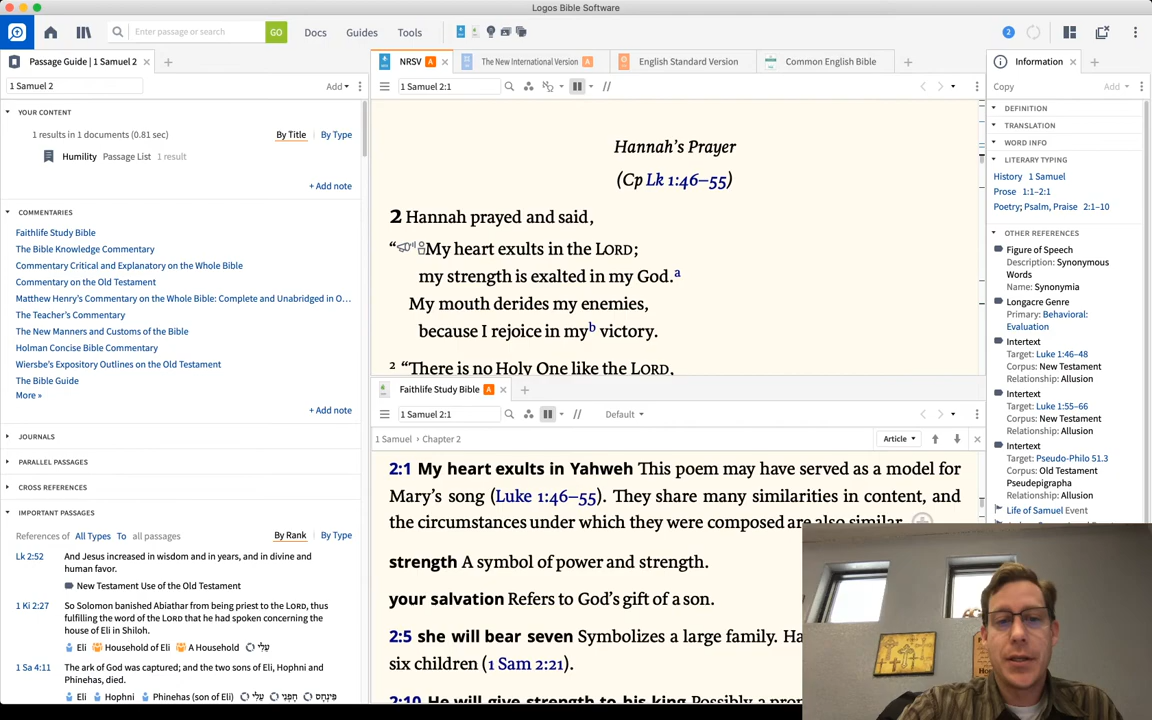 Logos Bible Software
Enter passage or search
GO
Docs
Guides
Tools
2
Passage Guide | 1 Samuel 2
1 Samuel 2
Add
YOUR CONTENT
1 results in 1 documents (0.81 sec)
By Title
By Type
Humility Passage List 1 result
+ Add note
COMMENTARIES
Faithlife Study Bible
The Bible Knowledge Commentary
Commentary Critical and Explanatory on the Whole Bible
Commentary on the Old Testament
Matthew Henry's Commentary on the Whole Bible: Complete and Unabridged in O...
The Teacher's Commentary
The New Manners and Customs of the Bible
Holman Concise Bible Commentary
Wiersbe's Expository Outlines on the Old Testament
The Bible Guide
More »
+ Add note
JOURNALS
PARALLEL PASSAGES
CROSS REFERENCES
IMPORTANT PASSAGES
References of All Types To all passages
By Rank
By Type
Lk 2:52 And Jesus increased in wisdom and in years, and in divine and
human favor.
New Testament Use of the Old Testament
1 Ki 2:27 So Solomon banished Abiathar from being priest to the LORD, thus
fulfilling the word of the LORD that he had spoken concerning the
house of Eli in Shiloh.
Eli Household of Eli A Household עֵלִי
1 Sa 4:11 The ark of God was captured; and the two sons of Eli, Hophni and
Phinehas, died.
Eli Hophni Phinehas (son of Eli) עֵלִי חָפְנִי פִּינְחָס
NRSV A
The New International Version A
English Standard Version
Common English Bible
1 Samuel 2:1
Hannah's Prayer
(Cp Lk 1:46–55)
2 Hannah prayed and said,
"My heart exults in the LORD;
my strength is exalted in my God.a
My mouth derides my enemies,
because I rejoice in myb victory.
2 "There is no Holy One like the LORD,
Faithlife Study Bible A
1 Samuel 2:1
Default
1 Samuel › Chapter 2
Article
2:1 My heart exults in Yahweh This poem may have served as a model for
Mary's song (Luke 1:46–55). They share many similarities in content, and
the circumstances under which they were composed are also similar.
strength A symbol of power and strength.
your salvation Refers to God's gift of a son.
2:5 she will bear seven Symbolizes a large family. Ha
six children (1 Sam 2:21).
2:10 He will give strength to his king Possibly a pro
Information
Copy
Add
DEFINITION
TRANSLATION
WORD INFO
LITERARY TYPING
History 1 Samuel
Prose 1:1–2:1
Poetry; Psalm, Praise 2:1–10
OTHER REFERENCES
Figure of Speech
Description: Synonymous
Words
Name: Synonymia
Longacre Genre
Primary: Behavioral:
Evaluation
Intertext
Target: Luke 1:46–48
Corpus: New Testament
Relationship: Allusion
Intertext
Target: Luke 1:55–66
Corpus: New Testament
Relationship: Allusion
Intertext
Target: Pseudo-Philo 51.3
Corpus: Old Testament
Pseudepigrapha
Relationship: Allusion
Life of Samuel Event